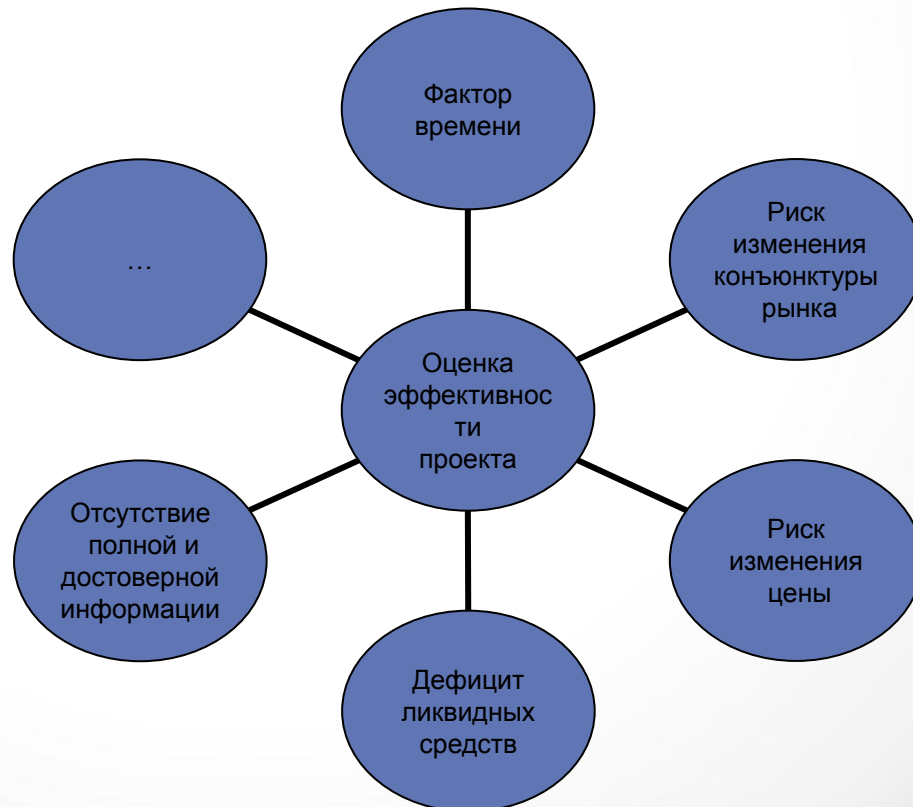 Фактор
времени
…
Риск
изменения
конъюнктуры
рынка
Оценка
эффективнос
ти
проекта
Отсутствие
полной и
достоверной
информации
Риск
изменения
цены
Дефицит
ликвидных
средств